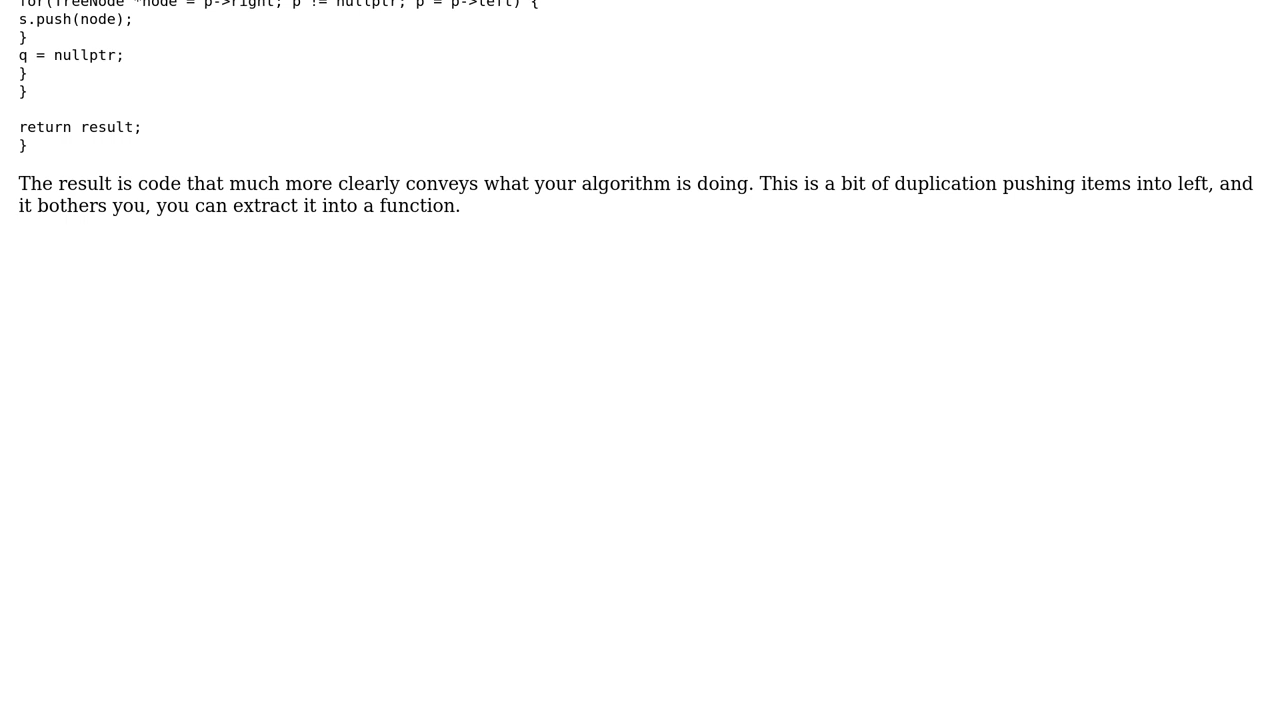 for(TreeNode *node = p->right; p != nullptr; p = p->left) {
s.push(node);
}
q = nullptr;
}
}
return result;
}
The result is code that much more clearly conveys what your algorithm is doing. This is a bit of duplication pushing items into left, and
it bothers you, you can extract it into a function.